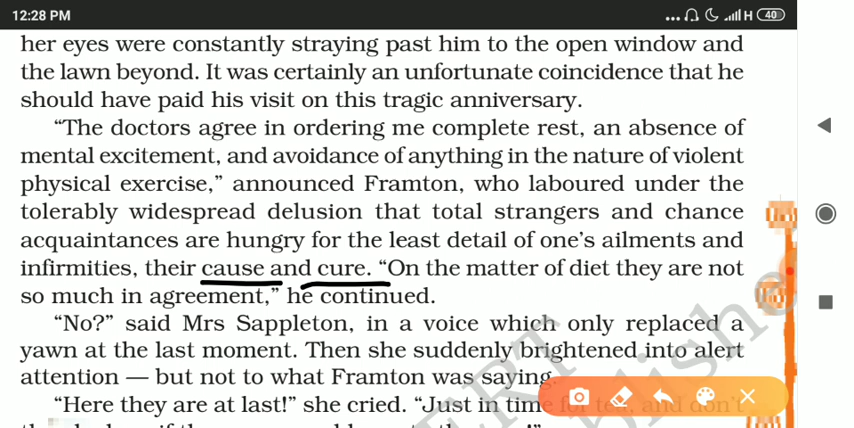 12:28 PM
H 40
her eyes were constantly straying past him to the open window and
the lawn beyond. It was certainly an unfortunate coincidence that he
should have paid his visit on this tragic anniversary.
“The doctors agree in ordering me complete rest, an absence of
mental excitement, and avoidance of anything in the nature of violent
physical exercise,” announced Framton, who laboured under the
tolerably widespread delusion that total strangers and chance
acquaintances are hungry for the least detail of one’s ailments and
infirmities, their cause and cure. “On the matter of diet they are not
so much in agreement,” he continued.
“No?” said Mrs Sappleton, in a voice which only replaced a
yawn at the last moment. Then she suddenly brightened into alert
attention — but not to what Framton was saying.
“Here they are at last!” she cried. “Just in time for tea, and don’t